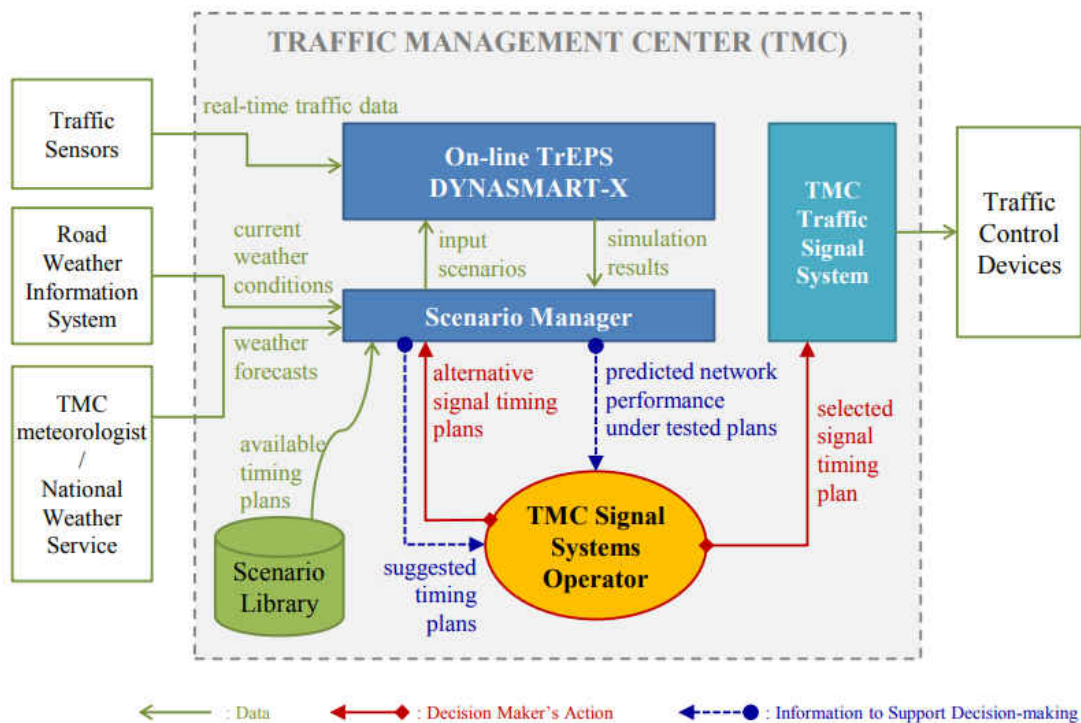 TRAFFIC MANAGEMENT CENTER (TMC)
Traffic
Sensors
real-time traffic data
On-line TrEPS
DYNASMART-X
TMC
Traffic
Signal
System
Traffic
Control
Devices
Road
Weather
Information
System
current
weather
conditions
input
scenarios
simulation
results
Scenario Manager
weather
forecasts
TMC
meteorologist
/
National
Weather
Service
available
timing
plans
alternative
signal timing
plans
predicted network
performance
under tested plans
selected
signal
timing
plan
Scenario
Library
suggested
timing
plans
TMC Signal
Systems
Operator
: Data
: Decision Maker's Action
: Information to Support Decision-making